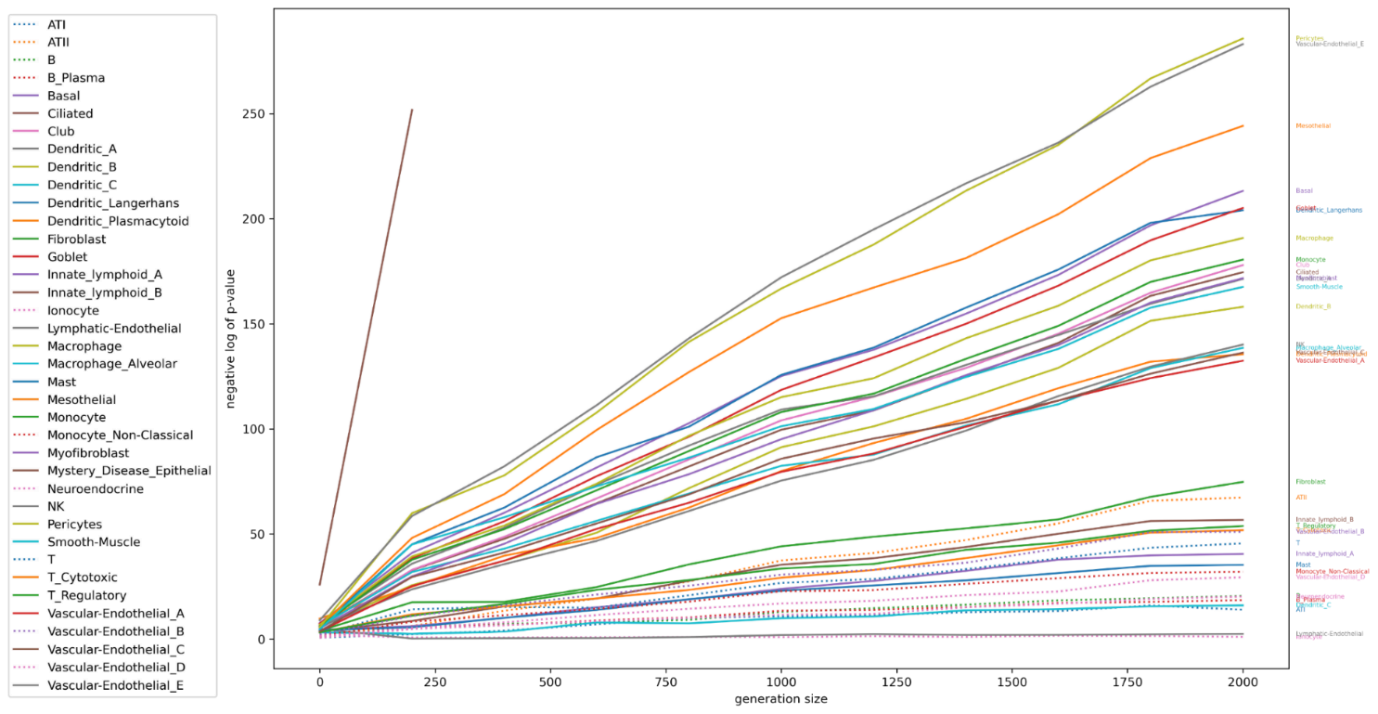 ATI
ATII
B
B_Plasma
Basal
Ciliated
Club
Dendritic_A
Dendritic_B
Dendritic_C
Dendritic_Langerhans
Dendritic_Plasmacytoid
Fibroblast
Goblet
Innate_lymphoid_A
Innate_lymphoid_B
Ionocyte
Lymphatic-Endothelial
Macrophage
Macrophage_Alveolar
Mast
Mesothelial
Monocyte
Monocyte_Non-Classical
Myofibroblast
Mystery_Disease_Epithelial
Neuroendocrine
NK
Pericytes
Smooth-Muscle
T
T_Cytotoxic
T_Regulatory
Vascular-Endothelial_A
Vascular-Endothelial_B
Vascular-Endothelial_C
Vascular-Endothelial_D
Vascular-Endothelial_E
negative log of p-value
250
200
150
100
50
0
0
250
500
750
1000
1250
1500
1750
2000
generation size
Pericytes
Vascular-Endothelial_E
Mesothelial
Basal
Goblet
Dendritic_Langerhans
Macrophage
Monocyte
Club
Ciliated
Smooth-Muscle
Dendritic_B
Macrophage_Alveolar
Vascular-Endothelial_A
Fibroblast
ATII
Innate_lymphoid_B
T_Regulatory
Vascular-Endothelial_B
T
Innate_lymphoid_A
Mast
Monocyte_Non-Classical
Vascular-Endothelial_D
Dendritic_C
ATI
Lymphatic-Endothelial